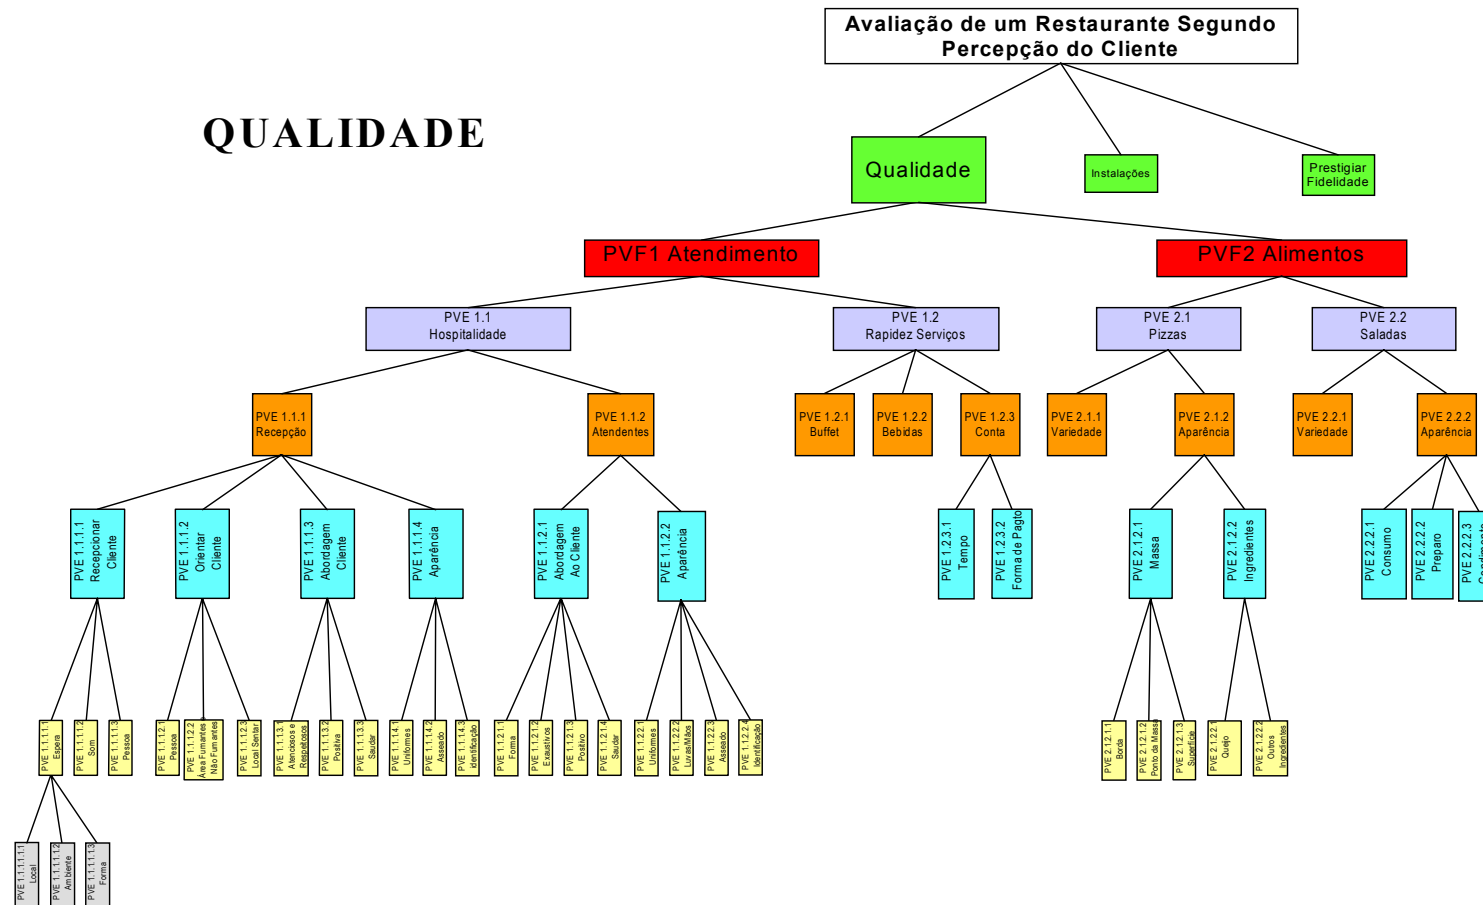 Avaliação de um Restaurante Segundo
Percepção do Cliente
QUALIDADE
Qualidade
Instalações
Prestigiar
Fidelidade
PVF1 Atendimento
PVF2 Alimentos
PVE 1.1
Hospitalidade
PVE 1.2
Rapidez Serviços
PVE 2.1
Pizzas
PVE 2.2
Saladas
PVE 1.1.1
Recepção
PVE 1.1.2
Atendentes
PVE 1.2.1
Buffet
PVE 1.2.2
Bebidas
PVE 1.2.3
Conta
PVE 2.1.1
Variedade
PVE 2.1.2
Aparência
PVE 2.2.1
Variedade
PVE 2.2.2
Aparência
PVE 1.1.1.1
Recepcionar
Cliente
PVE 1.1.1.2
Orientar
Cliente
PVE 1.1.1.3
Abordagem
Cliente
PVE 1.1.1.4
Aparência
PVE 1.1.2.1
Abordagem
Ao Cliente
PVE 1.1.2.2
Aparência
PVE 1.2.3.1
Tempo
PVE 1.2.3.2
Forma de Pagto
PVE 2.1.2.1
Massa
PVE 2.1.2.2
Ingredientes
PVE 2.2.2.1
Consumo
PVE 2.2.2.2
Preparo
PVE 2.2.2.3
PVE 1.1.1.1.1
Espera
PVE 1.1.1.1.2
Som
PVE 1.1.1.1.3
Pessoa
PVE 1.1.1.2.1
Pessoa
PVE 1.1.1.2.2
Área Fumantes e
Não Fumantes
PVE 1.1.1.2.3
Local Sentar
PVE 1.1.1.3.1
Atenciosos e
Respeitosos
PVE 1.1.1.3.2
Positiva
PVE 1.1.1.3.3
Saudar
PVE 1.1.1.4.1
Uniformes
PVE 1.1.1.4.2
Asseado
PVE 1.1.1.4.3
Identificação
PVE 1.1.2.1.1
Forma
PVE 1.1.2.1.2
Exaustivos
PVE 1.1.2.1.3
Positivo
PVE 1.1.2.1.4
Saudar
PVE 1.1.2.2.1
Uniformes
PVE 1.1.2.2.2
Luvas/Mãos
PVE 1.1.2.2.3
Asseado
PVE 1.1.2.2.4
Identificação
PVE 2.1.2.1.1
Borda
PVE 2.1.2.1.2
Ponto da Massa
PVE 2.1.2.1.3
Superfície
PVE 2.1.2.2.1
Queijo
PVE 2.1.2.2.2
Outros
Ingredientes
PVE 1.1.1.1.1.1
Local
PVE 1.1.1.1.1.2
Ambiente
PVE 1.1.1.1.1.3
Forma